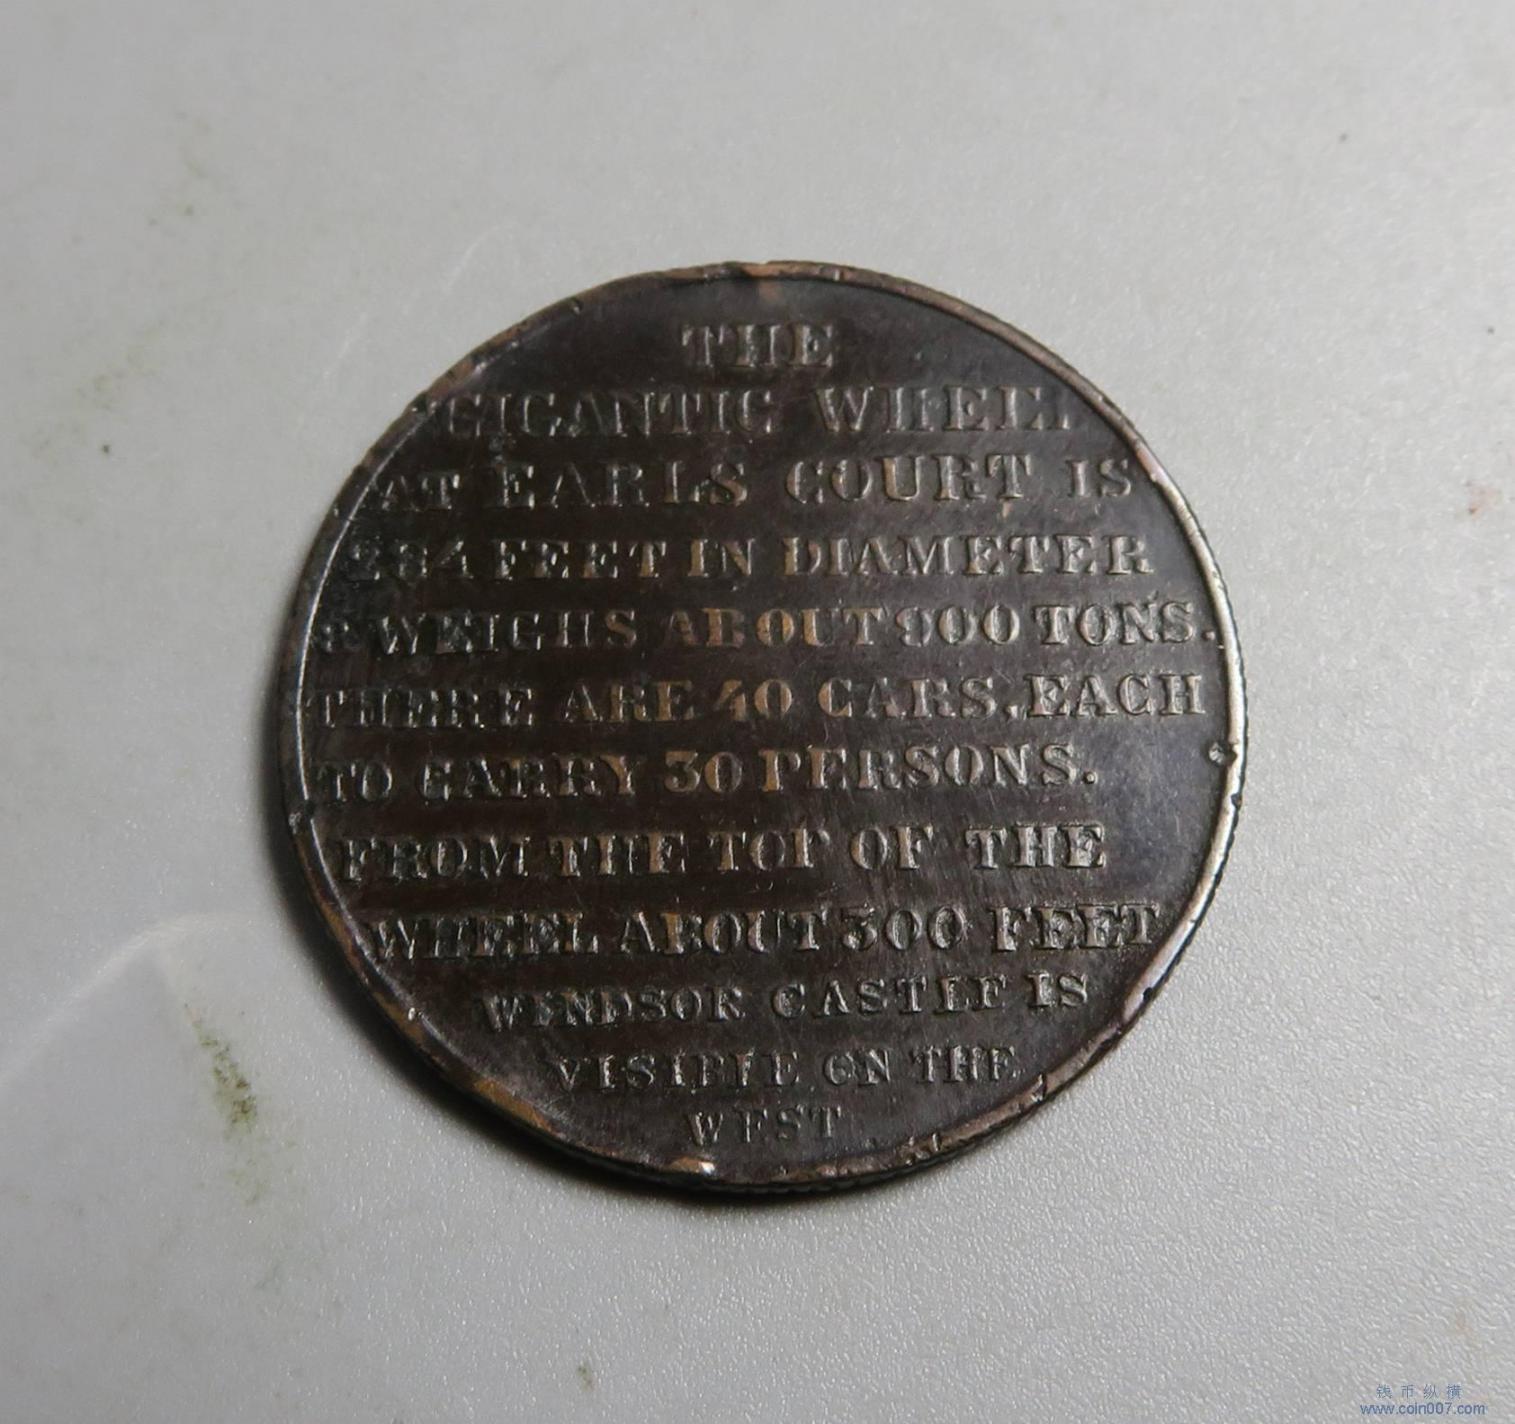 THE
GIGANTIC WHEEL
AT EARLS COURT IS
284 FEET IN DIAMETER
& WEIGHS ABOUT 900 TONS.
THERE ARE 40 CARS, EACH
TO CARRY 30 PERSONS.
FROM THE TOP OF THE
WHEEL ABOUT 300 FEET
WINDSOR CASTLE IS
VISIBLE ON THE
WEST
钱币纵横
www.coin007.com